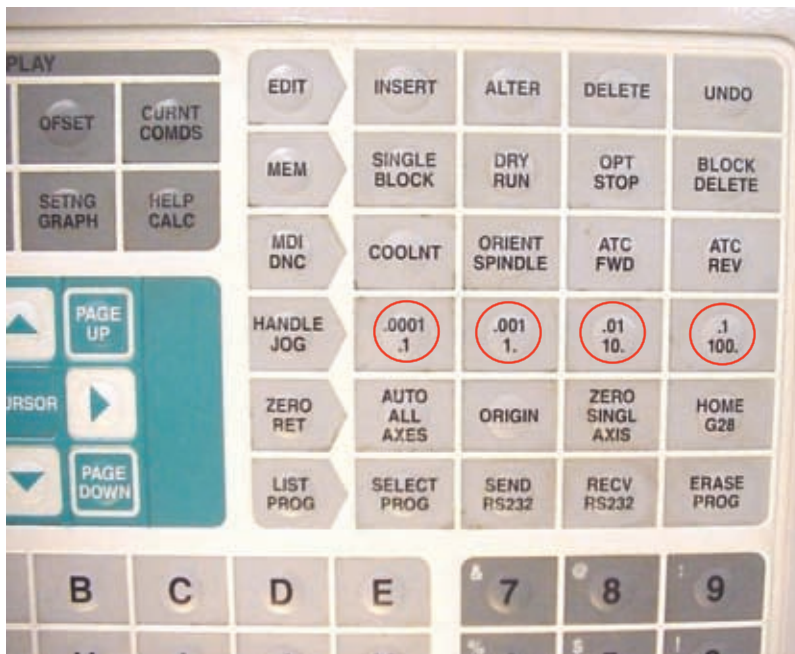 PLAY
OFSET
CURNT
COMDS
SETNG
GRAPH
HELP
CALC
PAGE
UP
URSOR
PAGE
DOWN
EDIT
INSERT
ALTER
DELETE
UNDO
MEM
SINGLE
BLOCK
DRY
RUN
OPT
STOP
BLOCK
DELETE
MDI
DNC
COOLNT
ORIENT
SPINDLE
ATC
FWD
ATC
REV
HANDLE
JOG
.0001
.1
.001
1.
.01
10.
.1
100.
ZERO
RET
AUTO
ALL
AXES
ORIGIN
ZERO
SINGL
AXIS
HOME
G28
LIST
PROG
SELECT
PROG
SEND
RS232
RECV
RS232
ERASE
PROG
B
C
D
E
&
7
@
8
:
9
%
$
!